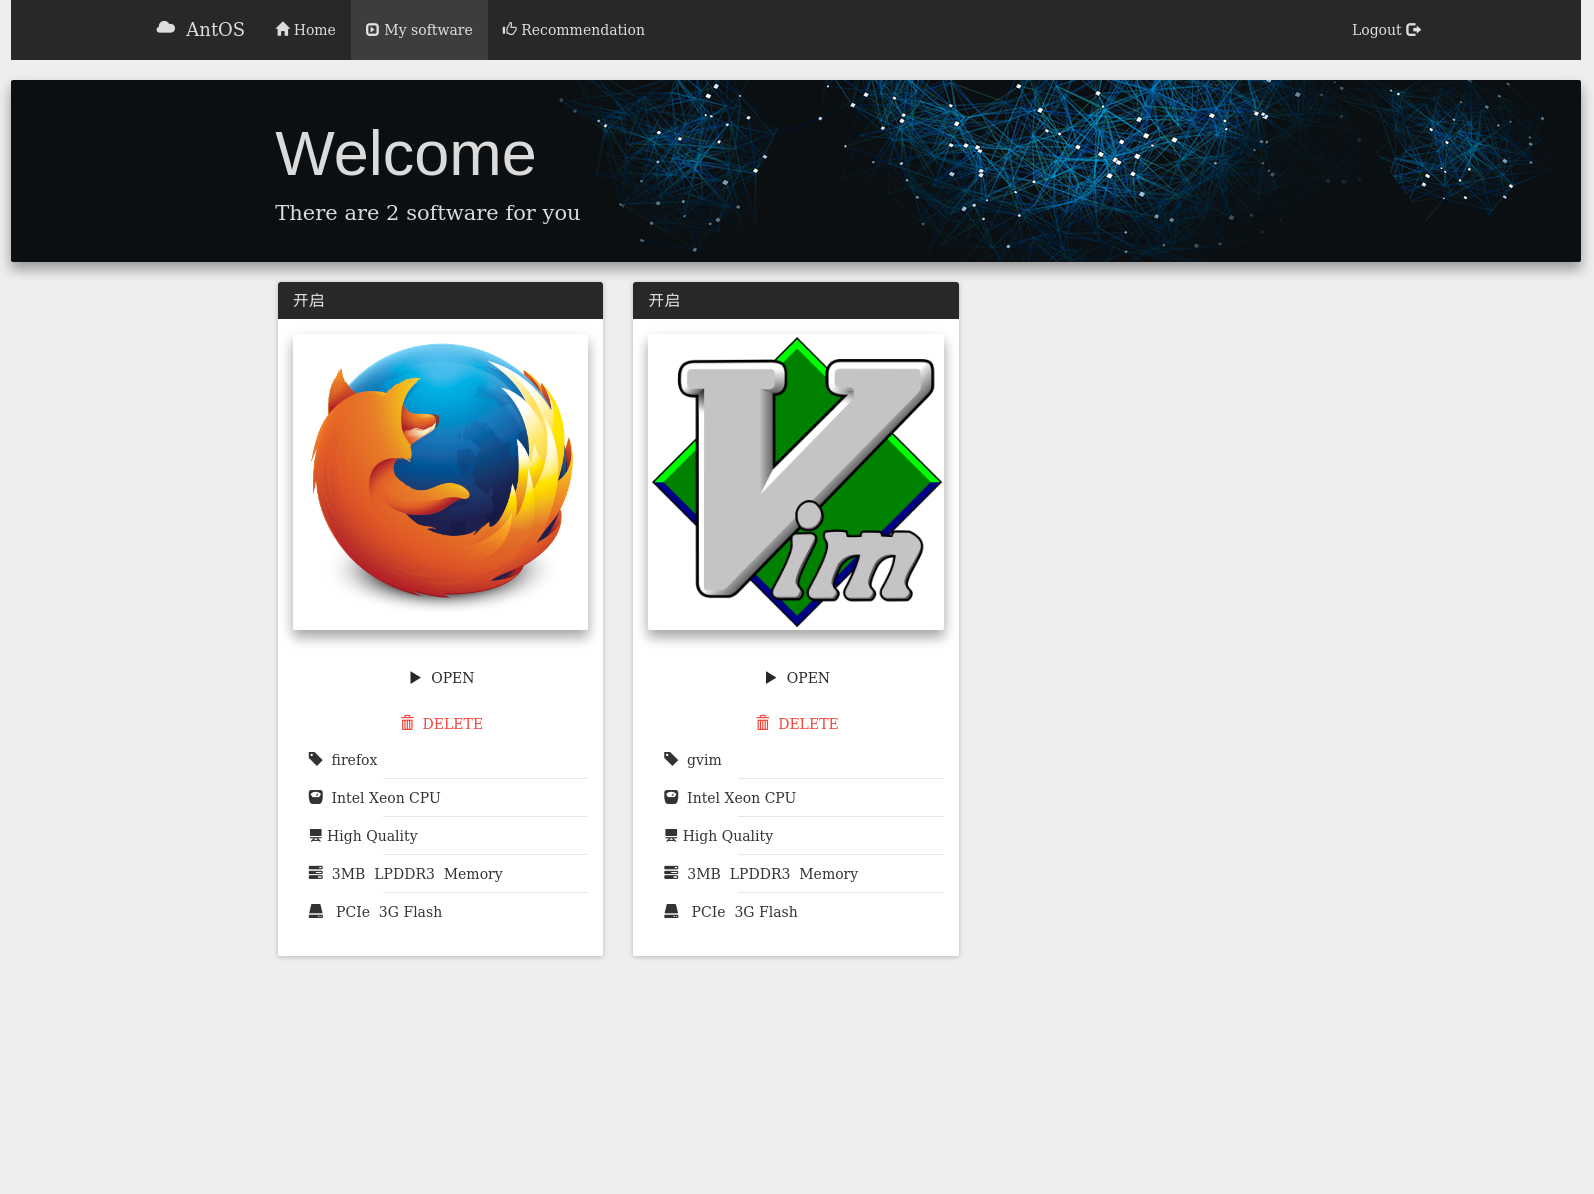 AntOS Home My software Recommendation Logout
Welcome
There are 2 software for you
开启
OPEN
DELETE
firefox
Intel Xeon CPU
High Quality
3MB LPDDR3 Memory
PCIe 3G Flash
开启
Vim
OPEN
DELETE
gvim
Intel Xeon CPU
High Quality
3MB LPDDR3 Memory
PCIe 3G Flash